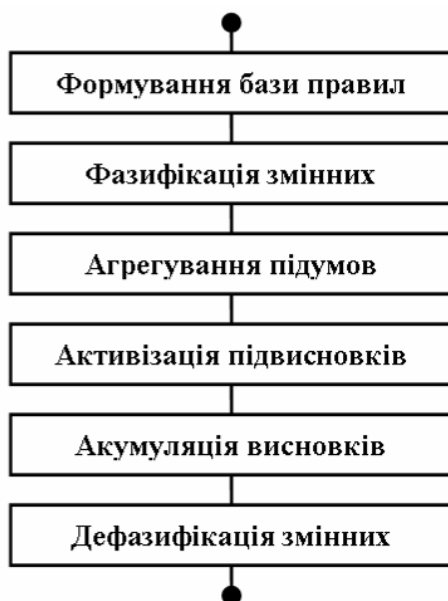 Формування бази правил
Фазифікація змінних
Агрегування підумов
Активізація підвисновків
Акумуляція висновків
Дефазифікація змінних